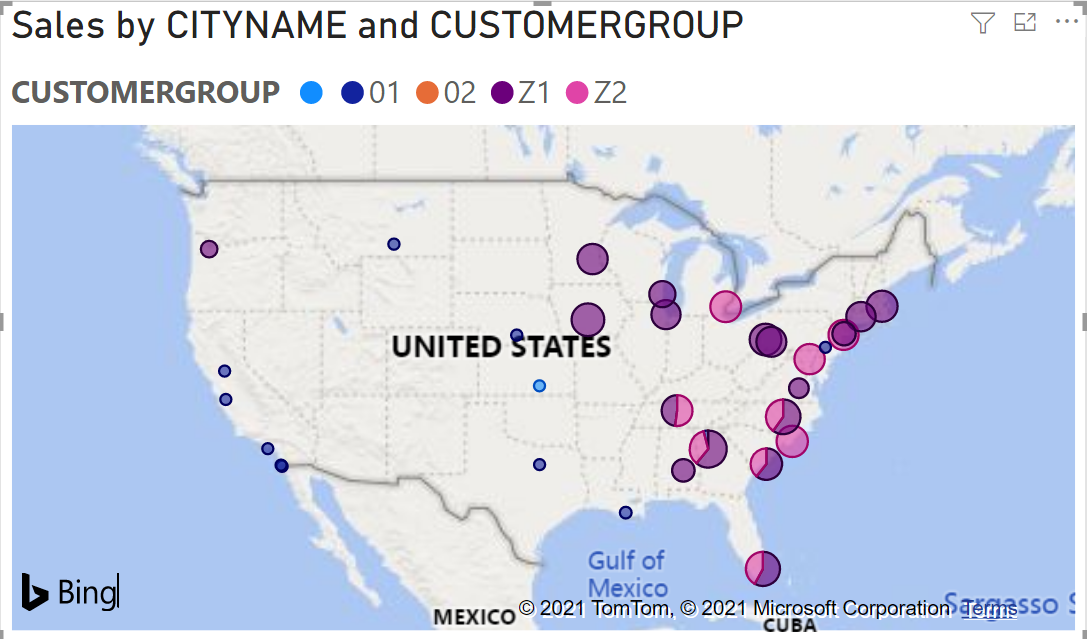 Sales by CITYNAME and CUSTOMERGROUP
CUSTOMERGROUP 01 02 Z1 Z2
UNITED STATES
Gulf of
Mexico
Bing
© 2021 TomTom, © 2021 Microsoft Corporation Terms
Sargasso S
MEXICO
CUBA